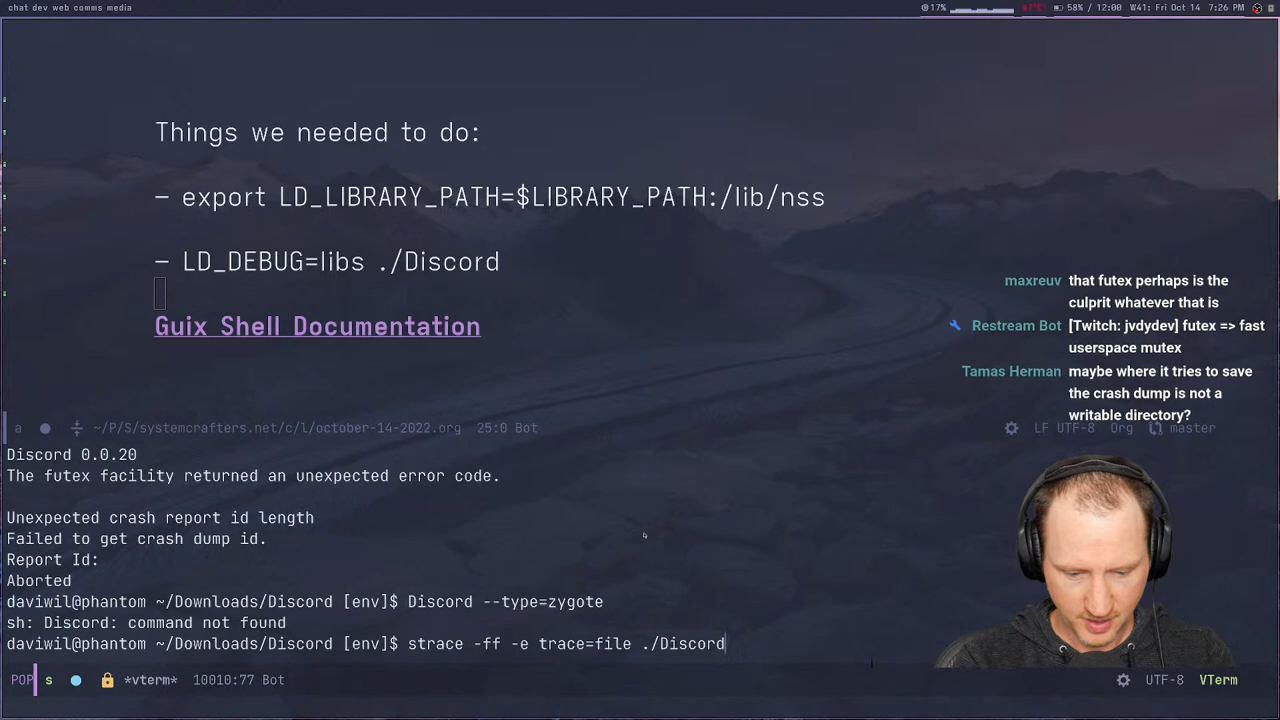 chat dev web comms media
17%
67°C
58% / 12:00
W41: Fri Oct 14
7:26 PM
Things we needed to do:
– export LD_LIBRARY_PATH=$LIBRARY_PATH:/lib/nss
– LD_DEBUG=libs ./Discord
Guix Shell Documentation
maxreuv that futex perhaps is the
culprit whatever that is
Restream Bot [Twitch: jvdydev] futex => fast
userspace mutex
Tamas Herman maybe where it tries to save
the crash dump is not a
writable directory?
a ~/P/S/systemcrafters.net/c/l/october-14-2022.org 25:0 Bot LF UTF-8 Org master
Discord 0.0.20
The futex facility returned an unexpected error code.
Unexpected crash report id length
Failed to get crash dump id.
Report Id:
Aborted
daviwil@phantom ~/Downloads/Discord [env]$ Discord --type=zygote
sh: Discord: command not found
daviwil@phantom ~/Downloads/Discord [env]$ strace -ff -e trace=file ./Discord
POP s *vterm* 10010:77 Bot UTF-8 VTerm